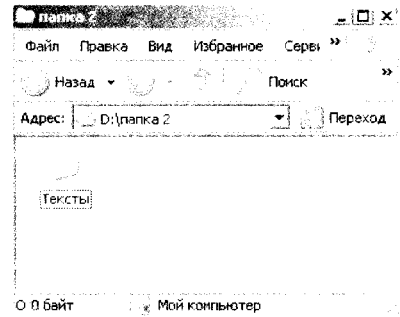 папка 2
Файл Правка Вид Избранное Серви »
Назад Поиск »
Адрес: D:\папка 2 Переход
Тексты
0 байт Мой компьютер